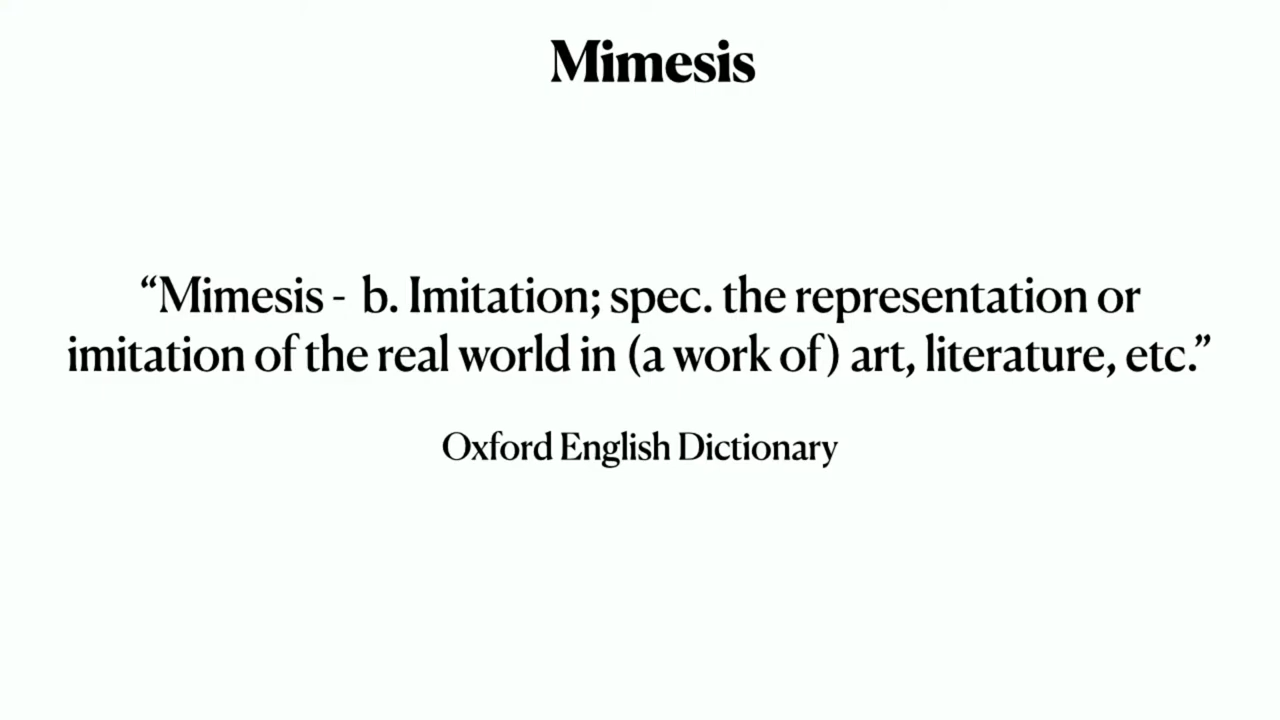 Mimesis
“Mimesis - b. Imitation; spec. the representation or
imitation of the real world in (a work of) art, literature, etc.”
Oxford English Dictionary